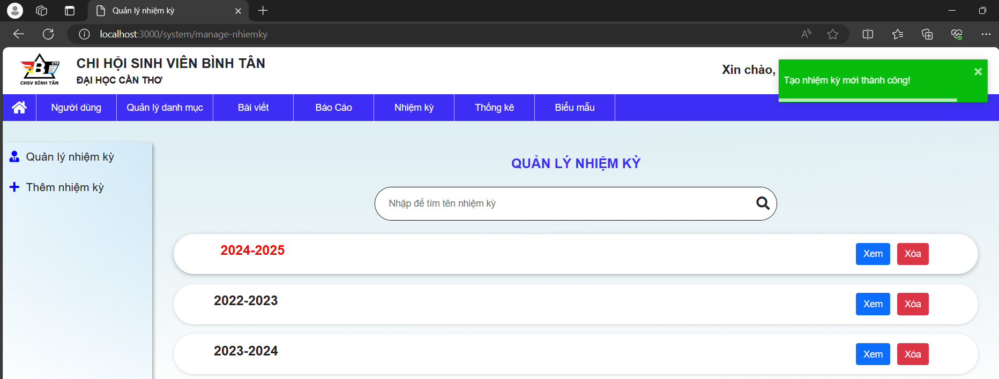 Quản lý nhiệm kỳ
localhost:3000/system/manage-nhiemky
CTU
B
CHSV BÌNH TÂN
CHI HỘI SINH VIÊN BÌNH TÂN
ĐẠI HỌC CẦN THƠ
Xin chào,
Tạo nhiệm kỳ mới thành công!
Người dùng
Quản lý danh mục
Bài viết
Báo Cáo
Nhiệm kỳ
Thống kê
Biểu mẫu
Quản lý nhiệm kỳ
Thêm nhiệm kỳ
QUẢN LÝ NHIỆM KỲ
Nhập để tìm tên nhiệm kỳ
2024-2025 Xem Xóa
2022-2023 Xem Xóa
2023-2024 Xem Xóa